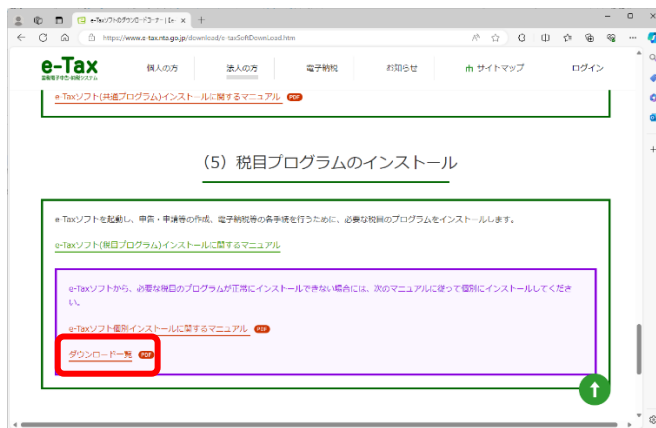 e-Taxソフトのダウンロードコーナー | [e-
https://www.e-tax.nta.go.jp/download/e-taxSoftDownLoad.htm
e-Tax
国税電子申告・納税システム
個人の方
法人の方
電子納税
お知らせ
サイトマップ
ログイン
e-Taxソフト(共通プログラム)インストールに関するマニュアル PDF
（5）税目プログラムのインストール
e-Taxソフトを起動し、申告・申請等の作成、電子納税等の各手続を行うために、必要な税目のプログラムをインストールします。
e-Taxソフト(税目プログラム)インストールに関するマニュアル
e-Taxソフトから、必要な税目のプログラムが正常にインストールできない場合には、次のマニュアルに従って個別にインストールしてくださ
い。
e-Taxソフト個別インストールに関するマニュアル PDF
ダウンロード一覧 PDF